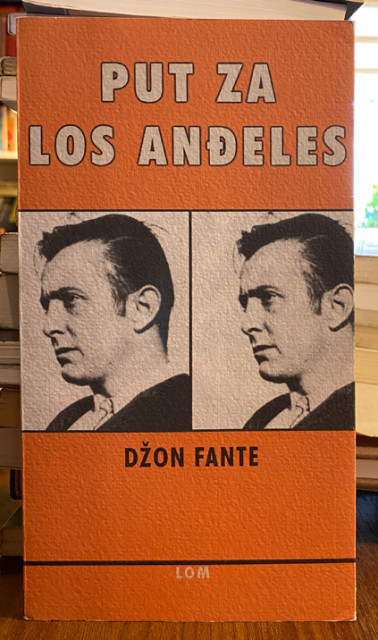 PUT ZA
LOS ANĐELES
DŽON FANTE
LOM